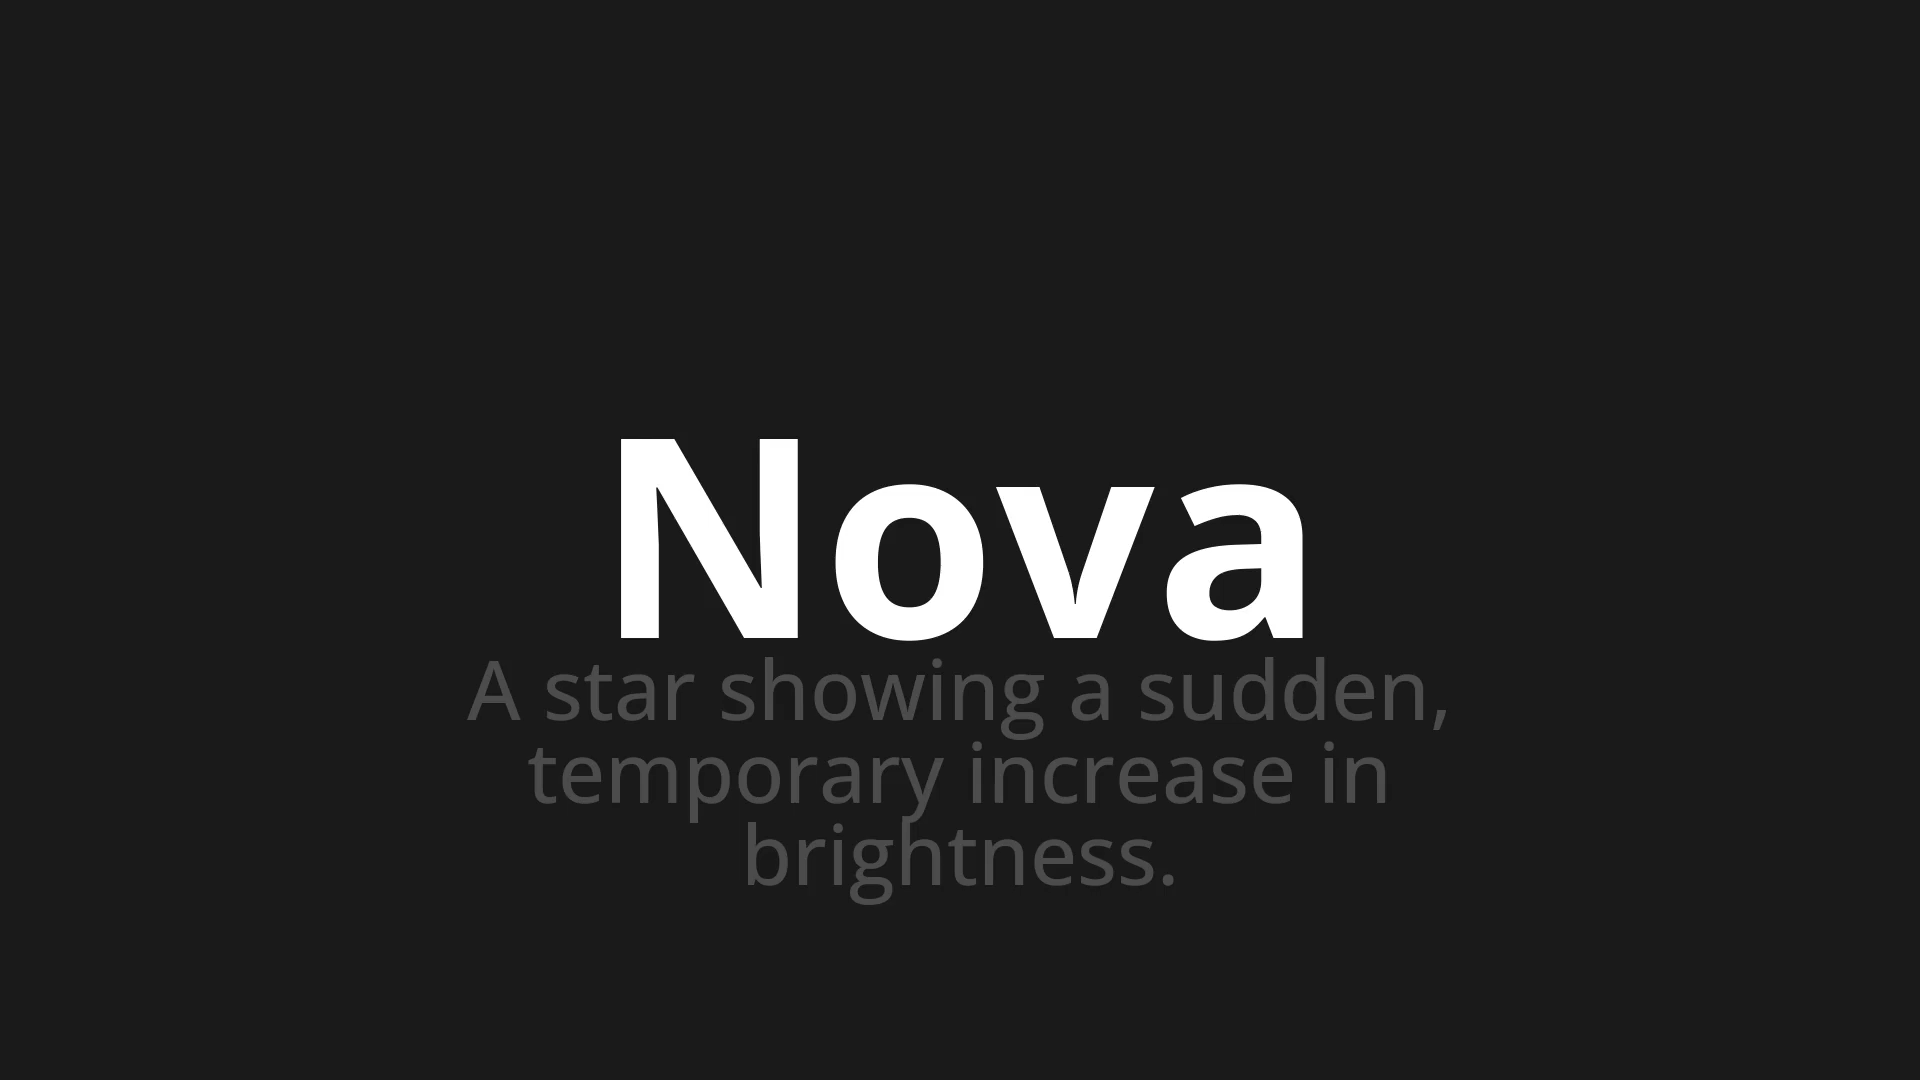 Nova
A star showing a sudden,
temporary increase in
brightness.